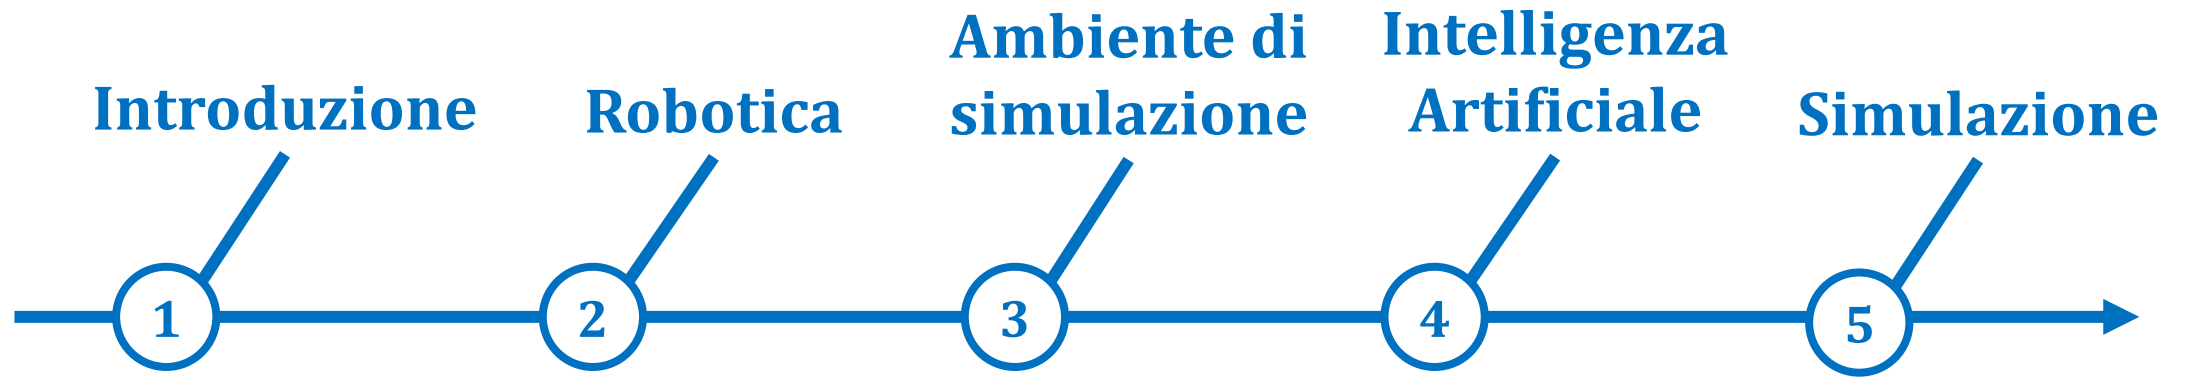 Introduzione
Robotica
Ambiente di
simulazione
Intelligenza
Artificiale
Simulazione
1
2
3
4
5